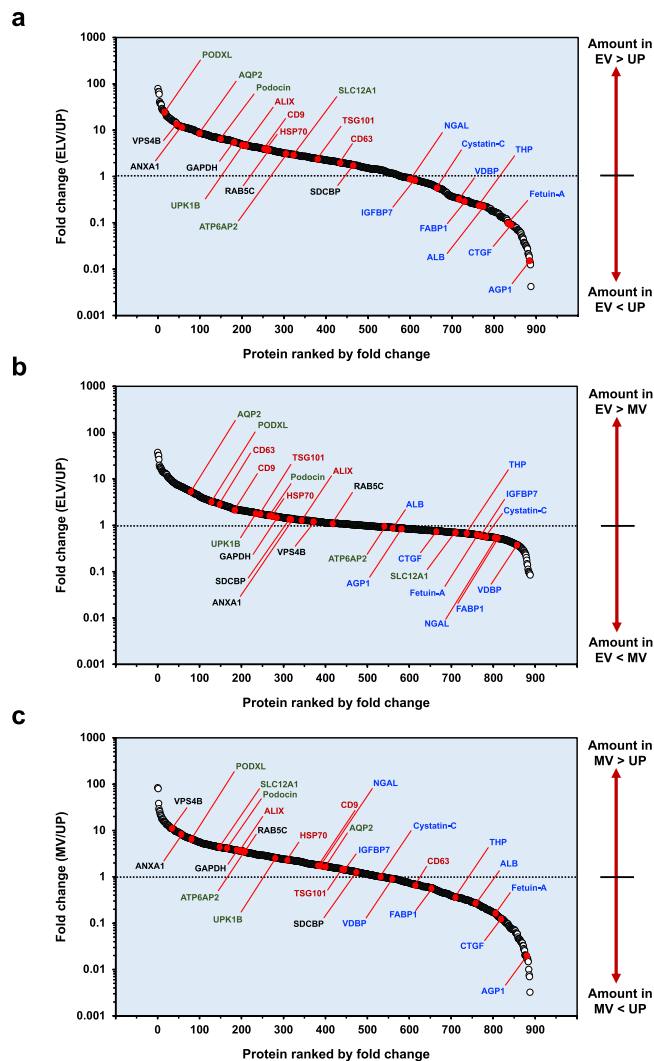 a
Fold change (ELV/UP)
1000
100
10
1
0.1
0.01
0.001
PODXL
AQP2
Podocin
ALIX
CD9
HSP70
SLC12A1
TSG101
CD63
NGAL
Cystatin-C
VDBP
THP
Fetuin-A
VPS4B
ANXA1
GAPDH
UPK1B
RAB5C
ATP6AP2
SDCBP
IGFBP7
FABP1
ALB
CTGF
AGP1
0 100 200 300 400 500 600 700 800 900
Protein ranked by fold change
Amount in
EV > UP
Amount in
EV < UP
b
Fold change (ELV/UP)
1000
100
10
1
0.1
0.01
0.001
AQP2
PODXL
CD63
CD9
TSG101
Podocin
HSP70
ALIX
RAB5C
ALB
THP
IGFBP7
Cystatin-C
UPK1B
GAPDH
SDCBP
ANXA1
VPS4B
ATP6AP2
AGP1
CTGF
SLC12A1
Fetuin-A
NGAL
FABP1
VDBP
0 100 200 300 400 500 600 700 800 900
Protein ranked by fold change
Amount in
EV > MV
Amount in
EV < MV
c
Fold change (MV/UP)
1000
100
10
1
0.1
0.01
0.001
PODXL
VPS4B
SLC12A1
Podocin
ALIX
RAB5C
HSP70
CD9
NGAL
AQP2
IGFBP7
Cystatin-C
CD63
THP
ALB
Fetuin-A
ANXA1
GAPDH
ATP6AP2
UPK1B
TSG101
SDCBP
VDBP
FABP1
CTGF
AGP1
0 100 200 300 400 500 600 700 800 900
Protein ranked by fold change
Amount in
MV > UP
Amount in
MV < UP